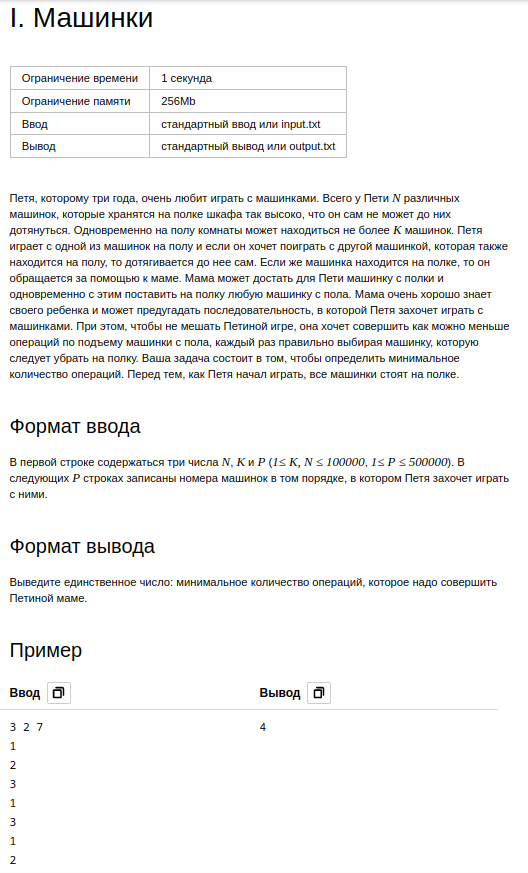 I. Машинки
Ограничение времени 1 секунда
Ограничение памяти 256Mb
Ввод стандартный ввод или input.txt
Вывод стандартный вывод или output.txt
Петя, которому три года, очень любит играть с машинками. Всего у Пети N различных
машинок, которые хранятся на полке шкафа так высоко, что он сам не может до них
дотянуться. Одновременно на полу комнаты может находиться не более K машинок. Петя
играет с одной из машинок на полу и если он хочет поиграть с другой машинкой, которая также
находится на полу, то дотягивается до нее сам. Если же машинка находится на полке, то он
обращается за помощью к маме. Мама может достать для Пети машинку с полки и
одновременно с этим поставить на полку любую машинку с пола. Мама очень хорошо знает
своего ребенка и может предугадать последовательность, в которой Петя захочет играть с
машинками. При этом, чтобы не мешать Петиной игре, она хочет совершить как можно меньше
операций по подъему машинки с пола, каждый раз правильно выбирая машинку, которую
следует убрать на полку. Ваша задача состоит в том, чтобы определить минимальное
количество операций. Перед тем, как Петя начал играть, все машинки стоят на полке.
Формат ввода
В первой строке содержаться три числа N, K и P (1≤ K, N ≤ 100000, 1≤ P ≤ 500000). В
следующих P строках записаны номера машинок в том порядке, в котором Петя захочет играть
с ними.
Формат вывода
Выведите единственное число: минимальное количество операций, которое надо совершить
Петиной маме.
Пример
Ввод Вывод
3 2 7 4
1
2
3
1
3
1
2